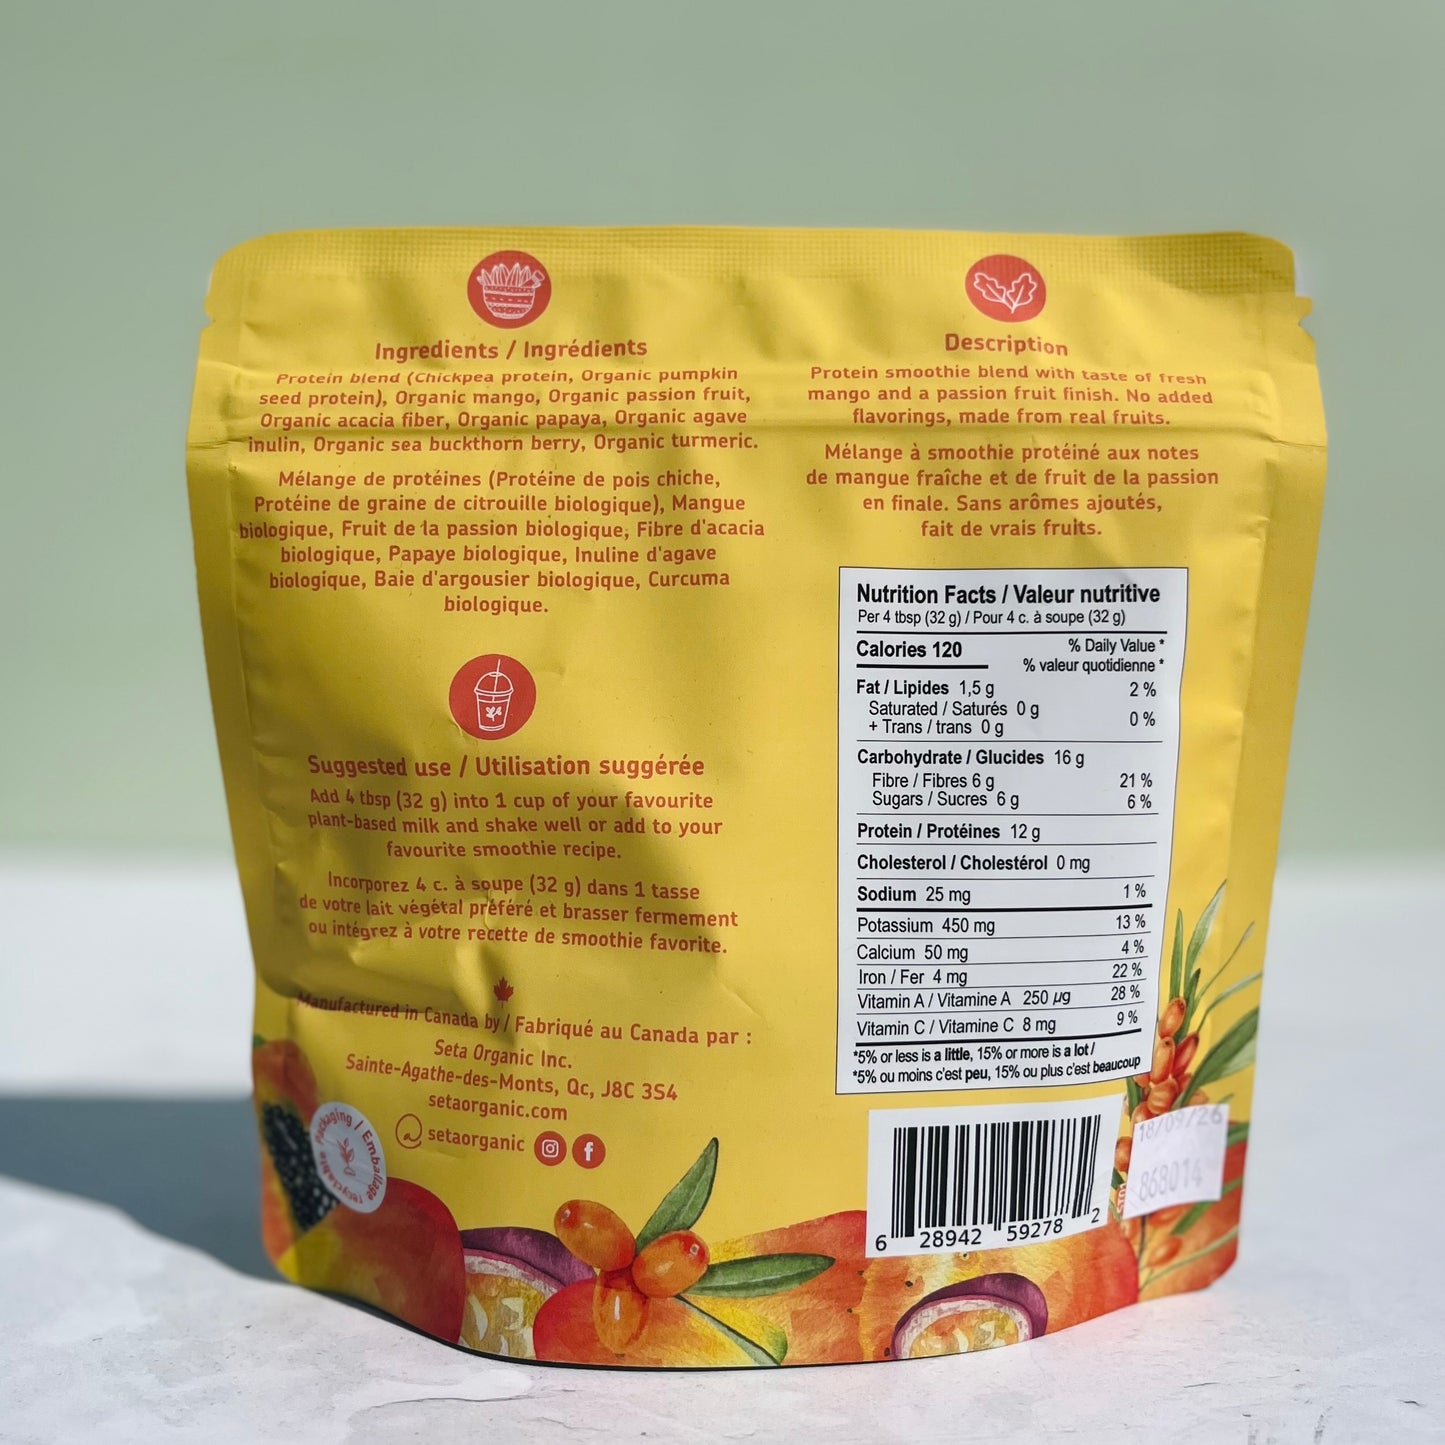 Ingredients / Ingrédients
Protein blend (Chickpea protein, Organic pumpkin
seed protein), Organic mango, Organic passion fruit,
Organic acacia fiber, Organic papaya, Organic agave
inulin, Organic sea buckthorn berry, Organic turmeric.
Mélange de protéines (Protéine de pois chiche,
Protéine de graine de citrouille biologique), Mangue
biologique, Fruit de la passion biologique, Fibre d'acacia
biologique, Papaye biologique, Inuline d'agave
biologique, Baie d'argousier biologique, Curcuma
biologique.
Suggested use / Utilisation suggérée
Add 4 tbsp (32 g) into 1 cup of your favourite
plant-based milk and shake well or add to your
favourite smoothie recipe.
Incorporez 4 c. à soupe (32 g) dans 1 tasse
de votre lait végétal préféré et brasser fermement
ou intégrez à votre recette de smoothie favorite.
Manufactured in Canada by / Fabriqué au Canada par :
Seta Organic Inc.
Sainte-Agathe-des-Monts, Qc, J8C 3S4
setaorganic.com
@ setaorganic
recyclable packaging / Emballage
Description
Protein smoothie blend with taste of fresh
mango and a passion fruit finish. No added
flavorings, made from real fruits.
Mélange à smoothie protéiné aux notes
de mangue fraîche et de fruit de la passion
en finale. Sans arômes ajoutés,
fait de vrais fruits.
Nutrition Facts / Valeur nutritive
Per 4 tbsp (32 g) / Pour 4 c. à soupe (32 g)
Calories 120 % Daily Value *
% valeur quotidienne *
Fat / Lipides 1,5 g 2 %
Saturated / Saturés 0 g
+ Trans / trans 0 g 0 %
Carbohydrate / Glucides 16 g
Fibre / Fibres 6 g 21 %
Sugars / Sucres 6 g 6 %
Protein / Protéines 12 g
Cholesterol / Cholestérol 0 mg
Sodium 25 mg 1 %
Potassium 450 mg 13 %
Calcium 50 mg 4 %
Iron / Fer 4 mg 22 %
Vitamin A / Vitamine A 250 µg 28 %
Vitamin C / Vitamine C 8 mg 9 %
*5% or less is a little, 15% or more is a lot /
*5% ou moins c'est peu, 15% ou plus c'est beaucoup
6 28942 59278 2
18/09/26
868014